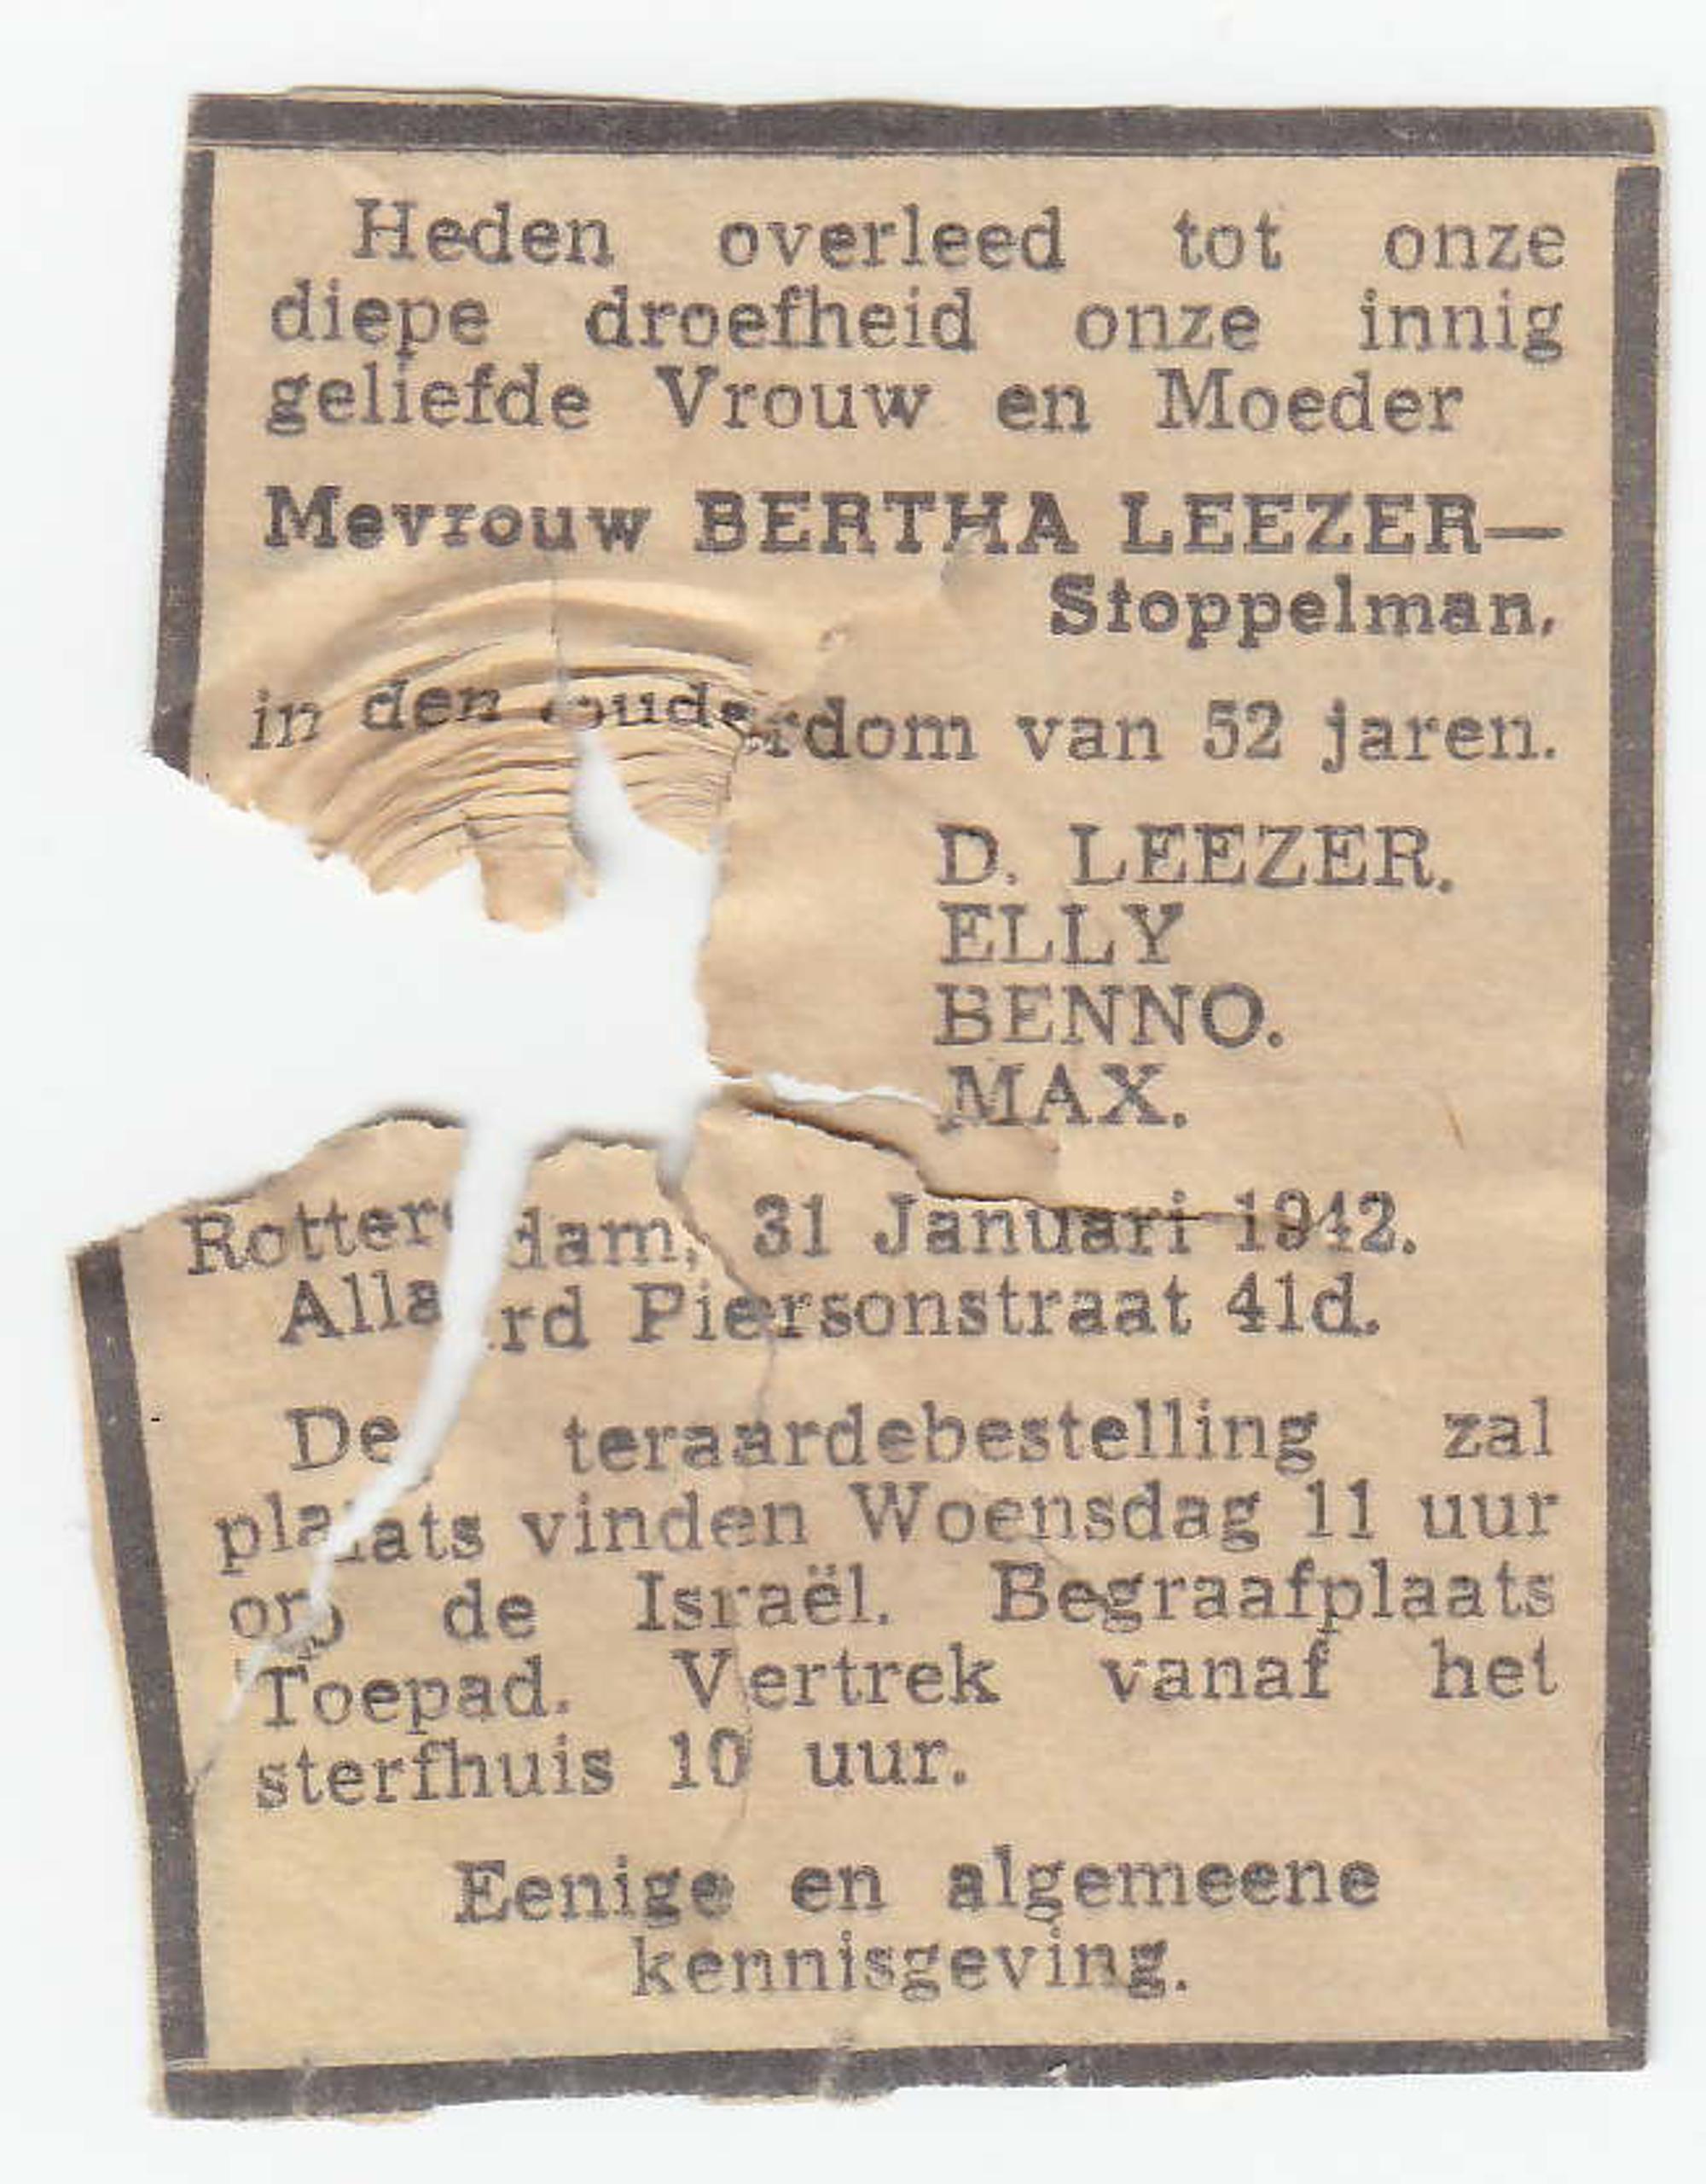 Heden overleed tot onze
diepe droefheid onze innig
geliefde Vrouw en Moeder
Mevrouw BERTHA LEEZER—
Stoppelman,
in den ouderdom van 52 jaren.
D. LEEZER.
ELLY
BENNO.
MAX.
Rotterdam, 31 Januari 1942.
Allard Piersonstraat 41d.
De teraardebestelling zal
plaats vinden Woensdag 11 uur
op de Israël. Begraafplaats
Toepad. Vertrek vanaf het
sterfhuis 10 uur.
Eenige en algemeene
kennisgeving.